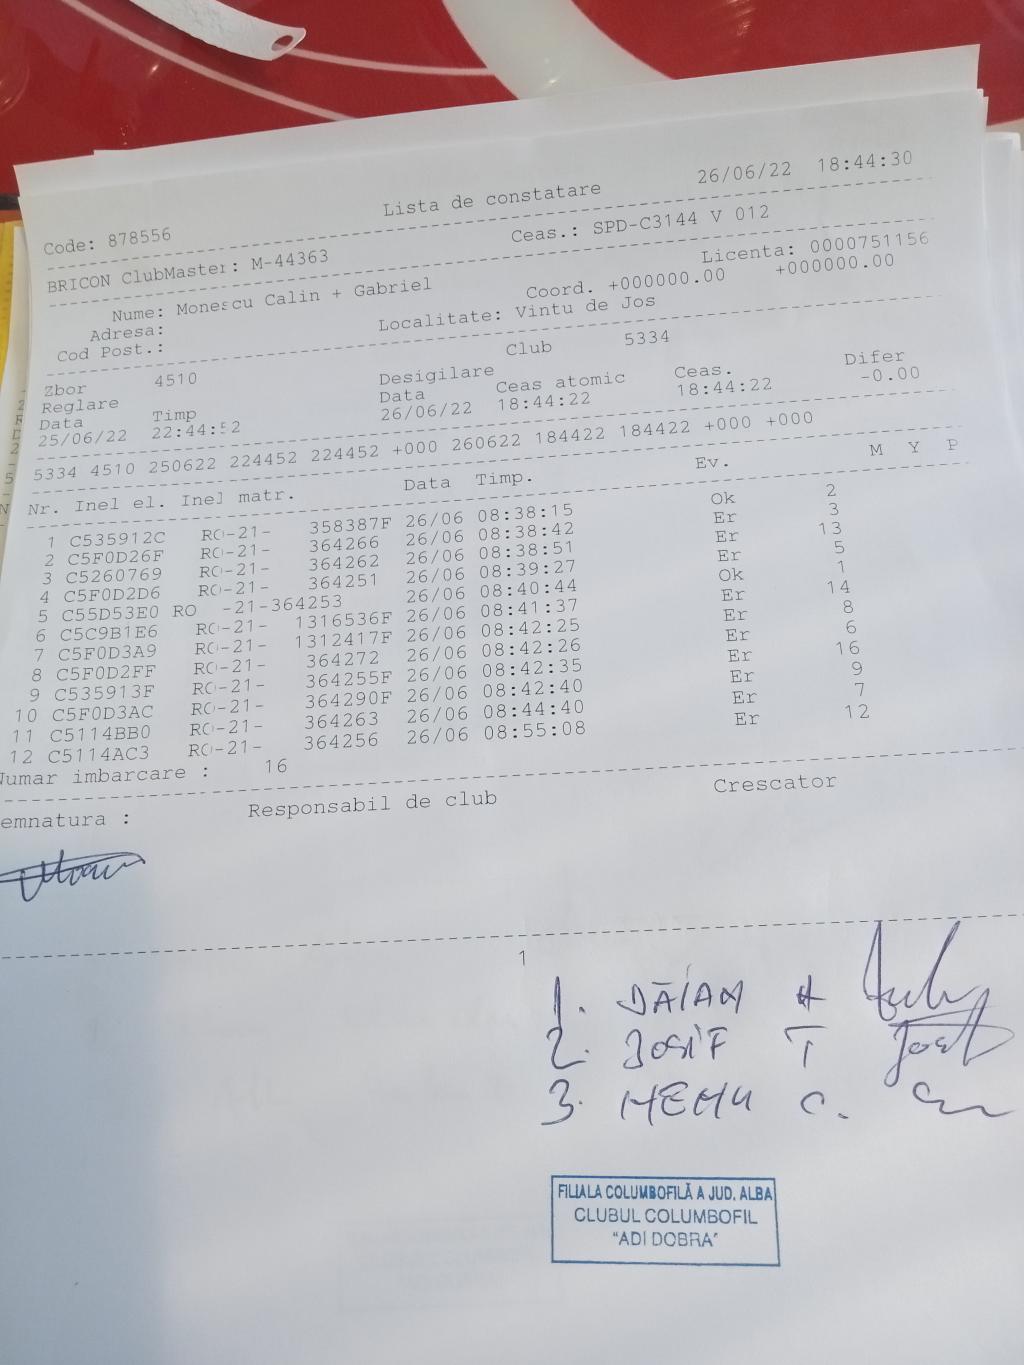 Lista de constatare 26/06/22 18:44:30
Code: 878556
BRICON ClubMaster: M-44363 Ceas.: SPD-C3144 V 012
Licenta: 0000751156
Nume: Monescu Calin + Gabriel Coord. +000000.00 +000000.00
Adresa:
Cod Post.: Localitate: Vintu de Jos
Zbor 4510 Club 5334
Reglare Desigilare
Data Timp Data Ceas atomic Ceas. Difer
25/06/22 22:44:52 26/06/22 18:44:22 18:44:22 -0.00
5334 4510 250622 224452 224452 +000 260622 184422 184422 +000 +000
Nr. Inel el. Inel matr. Data Timp. Ev. M Y P
1 C535912C RO-21- 358387F 26/06 08:38:15 Ok 2
2 C5F0D26F RO-21- 364266 26/06 08:38:42 Er 3
3 C5260769 RO-21- 364262 26/06 08:38:51 Er 13
4 C5F0D2D6 RO-21- 364251 26/06 08:39:27 Er 5
5 C55D53E0 RO -21-364253 26/06 08:40:44 Ok 1
6 C5C9B1E6 RO-21- 1316536F 26/06 08:41:37 Er 14
7 C5F0D3A9 RO-21- 1312417F 26/06 08:42:25 Er 8
8 C5F0D2FF RO-21- 364272 26/06 08:42:26 Er 6
9 C535913F RO-21- 364255F 26/06 08:42:35 Er 16
10 C5F0D3AC RO-21- 364290F 26/06 08:42:40 Er 9
11 C5114BB0 RO-21- 364263 26/06 08:44:40 Er 7
12 C5114AC3 RO-21- 364256 26/06 08:55:08 Er 12
Numar imbarcare : 16
emnatura : Responsabil de club Crescator
1
1. DĂIAN A
2. IOSIF T
3. C.
FILIALA COLUMBOFILĂ A JUD. ALBA
CLUBUL COLUMBOFIL
"ADI DOBRA"